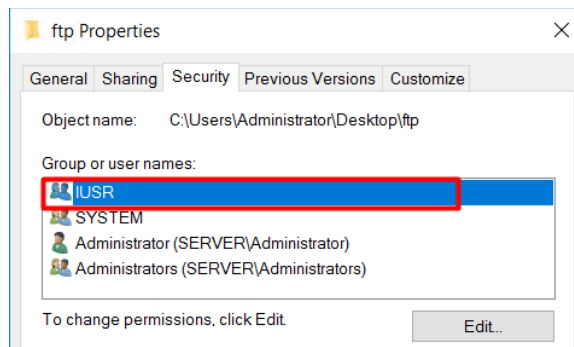 ftp Properties
General Sharing Security Previous Versions Customize
Object name: C:\Users\Administrator\Desktop\ftp
Group or user names:
IUSR
SYSTEM
Administrator (SERVER\Administrator)
Administrators (SERVER\Administrators)
To change permissions, click Edit. Edit...